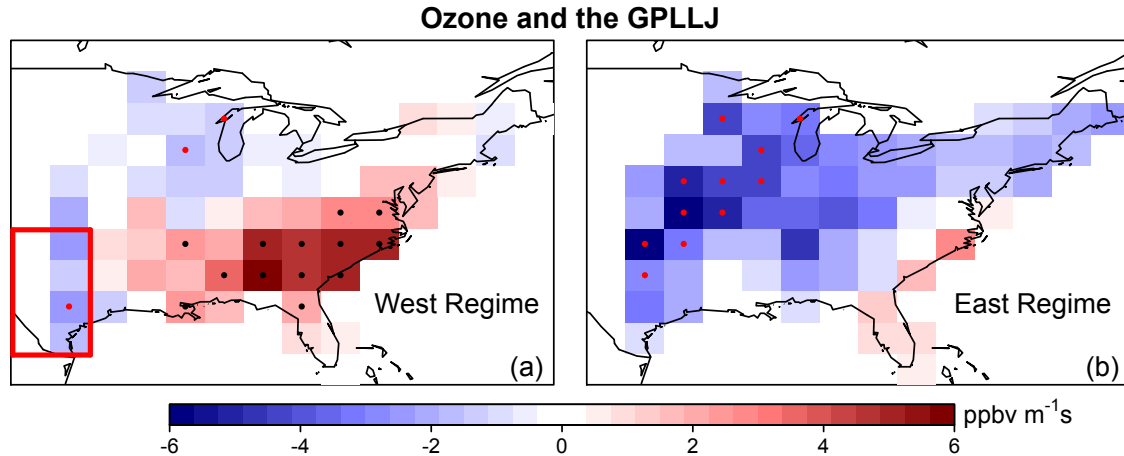 Ozone and the GPLLJ
West Regime
East Regime
(a)
(b)
-6 -4 -2 0 2 4 6
ppbv m⁻¹s